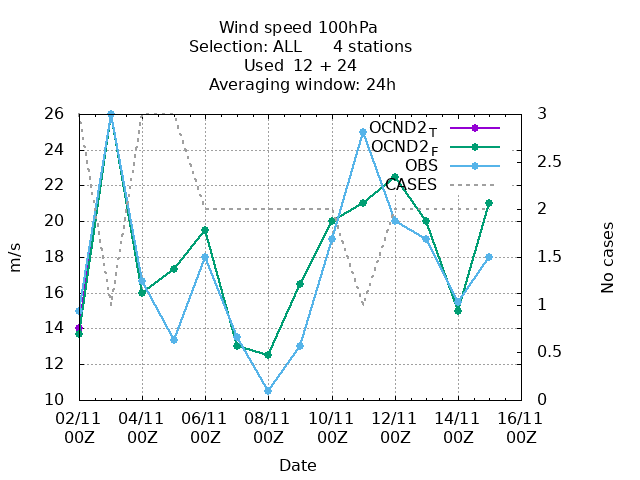 Wind speed 100hPa
Selection: ALL 4 stations
Used 12 + 24
Averaging window: 24h
26
24
22
20
18
16
14
12
10
m/s
3
2.5
2
1.5
1
0.5
0
No cases
OCND2 T
OCND2 F
OBS
CASES
02/11 04/11 06/11 08/11 10/11 12/11 14/11 16/11
00Z 00Z 00Z 00Z 00Z 00Z 00Z 00Z
Date